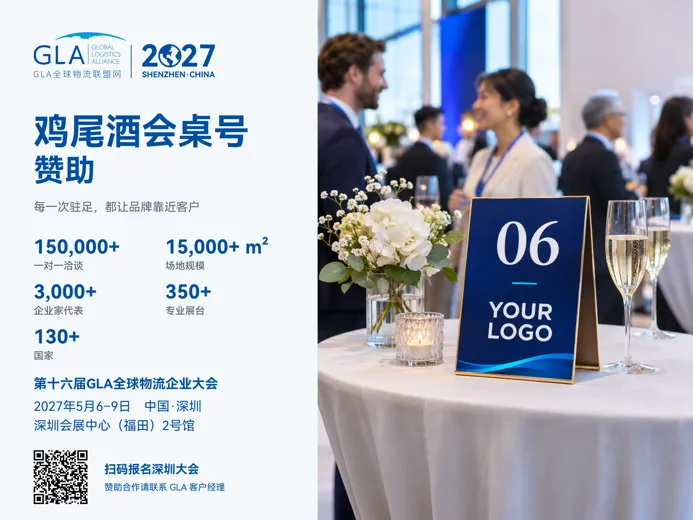 GLA GLOBAL LOGISTICS ALLIANCE
GLA全球物流联盟网
2027
SHENZHEN·CHINA
鸡尾酒会桌号
赞助
每一次驻足，都让品牌靠近客户
150,000+
一对一洽谈
15,000+ m²
场地规模
3,000+
企业家代表
350+
专业展台
130+
国家
第十六届GLA全球物流企业大会
2027年5月6–9日 中国·深圳
深圳会展中心（福田）2号馆
扫码报名深圳大会
赞助合作请联系 GLA 客户经理
06
YOUR
LOGO